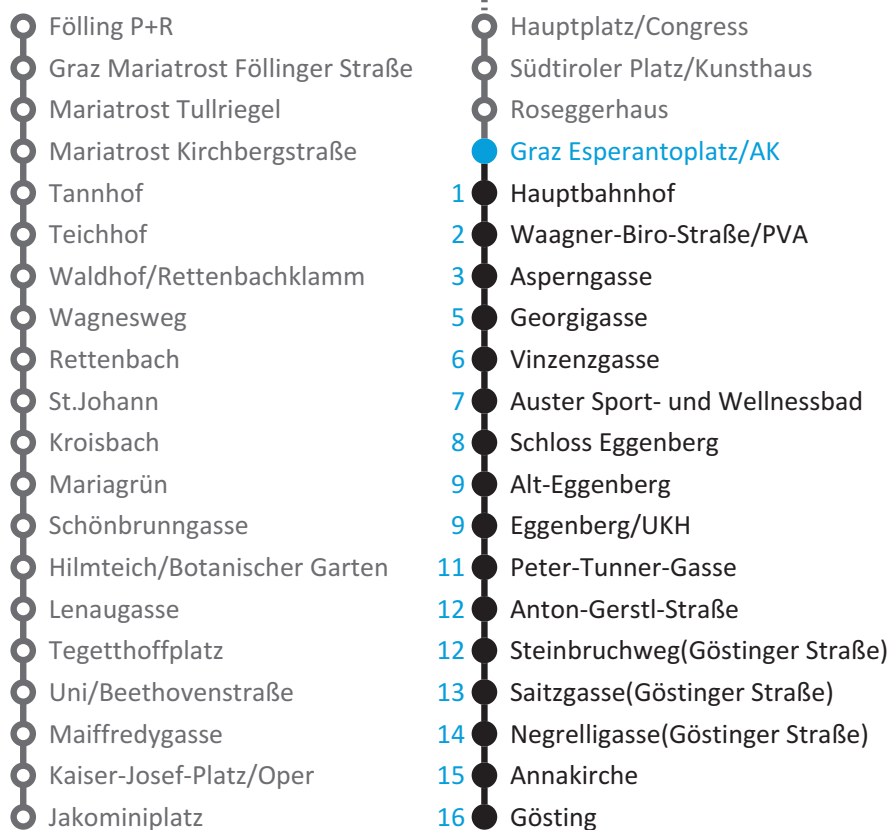 Fölling P+R
Graz Mariatrost Föllinger Straße
Mariatrost Tullriegel
Mariatrost Kirchbergstraße
Tannhof
Teichhof
Waldhof/Rettenbachklamm
Wagnesweg
Rettenbach
St.Johann
Kroisbach
Mariagrün
Schönbrunngasse
Hilmteich/Botanischer Garten
Lenaugasse
Tegetthoffplatz
Uni/Beethovenstraße
Maiffredygasse
Kaiser-Josef-Platz/Oper
Jakominiplatz
Hauptplatz/Congress
Südtiroler Platz/Kunsthaus
Roseggerhaus
Graz Esperantoplatz/AK
1 Hauptbahnhof
2 Waagner-Biro-Straße/PVA
3 Asperngasse
5 Georgigasse
6 Vinzenzgasse
7 Auster Sport- und Wellnessbad
8 Schloss Eggenberg
9 Alt-Eggenberg
9 Eggenberg/UKH
11 Peter-Tunner-Gasse
12 Anton-Gerstl-Straße
12 Steinbruchweg(Göstinger Straße)
13 Saitzgasse(Göstinger Straße)
14 Negrelligasse(Göstinger Straße)
15 Annakirche
16 Gösting